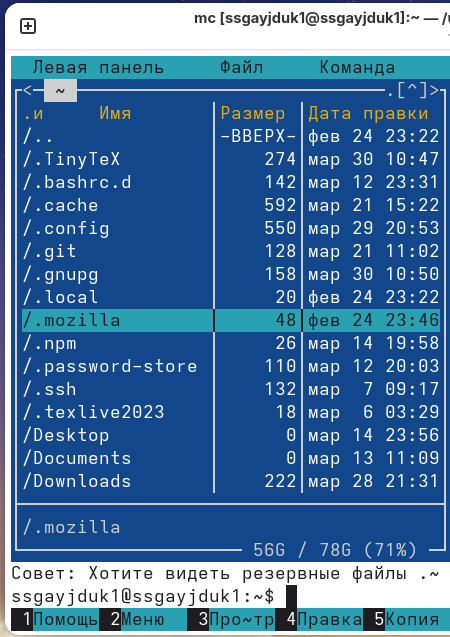 mc [ssgayjduk1@ssgayjduk1]:~ — /u
Левая панель Файл Команда
<- ~ .[^]>
.и Имя Размер Дата правки
/.. -ВВЕРХ- фев 24 23:22
/.TinyTeX 274 мар 30 10:47
/.bashrc.d 142 мар 12 23:31
/.cache 592 мар 21 15:22
/.config 550 мар 29 20:53
/.git 128 мар 21 11:02
/.gnupg 158 мар 30 10:50
/.local 20 фев 24 23:22
/.mozilla 48 фев 24 23:46
/.npm 26 мар 14 19:58
/.password-store 110 мар 12 20:03
/.ssh 132 мар 7 09:17
/.texlive2023 18 мар 6 03:29
/Desktop 0 мар 14 23:56
/Documents 0 мар 13 11:09
/Downloads 222 мар 28 21:31
/.mozilla
56G / 78G (71%)
Совет: Хотите видеть резервные файлы .~
ssgayjduk1@ssgayjduk1:~$
1Помощь 2Меню 3Про~тр 4Правка 5Копия